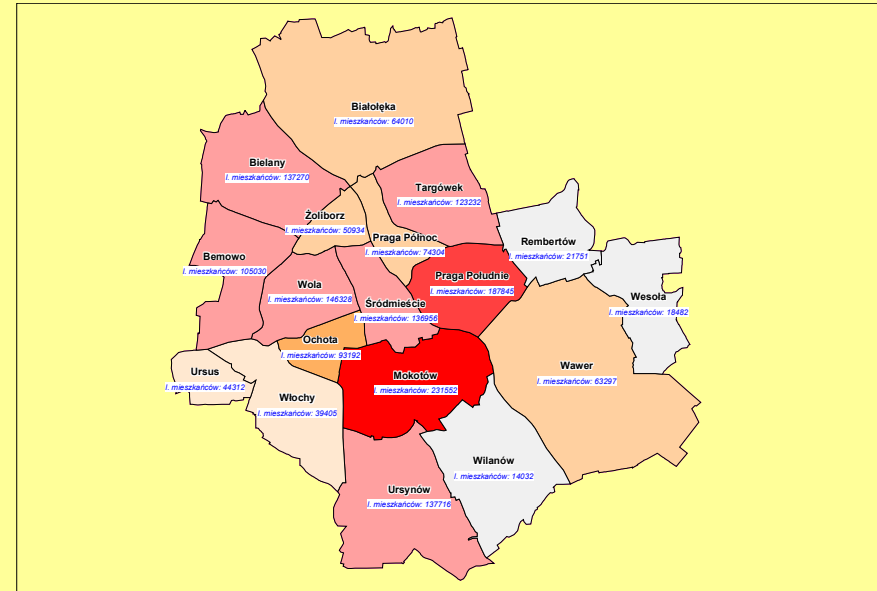 Białołęka
l. mieszkańców: 64010
Bielany
l. mieszkańców: 137270
Targówek
l. mieszkańców: 123232
Żoliborz
l. mieszkańców: 50934
Praga Północ
l. mieszkańców: 74304
Rembertów
l. mieszkańców: 21751
Bemowo
l. mieszkańców: 105030
Wola
l. mieszkańców: 146328
Praga Południe
l. mieszkańców: 187845
Wesoła
l. mieszkańców: 18482
Śródmieście
l. mieszkańców: 136956
Ochota
l. mieszkańców: 93192
Ursus
l. mieszkańców: 44312
Mokotów
l. mieszkańców: 231552
Wawer
l. mieszkańców: 63297
Włochy
l. mieszkańców: 39405
Wilanów
l. mieszkańców: 14032
Ursynów
l. mieszkańców: 137716